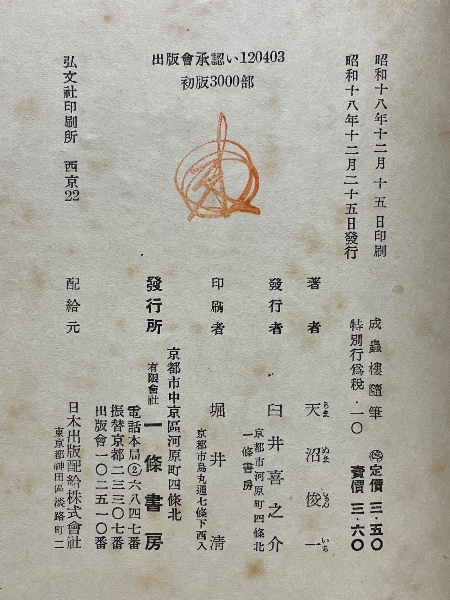 昭和十八年十二月十五日印刷
昭和十八年十二月二十五日發行
出版會承認い120403
初版3000部
弘文社印刷所 西京22
成蟲樓隨筆 定價 三・五〇
特別行爲稅・一〇 賣價 三・六〇
著者 天沼俊一
あま ぬま しゅん いち
發行者 臼井喜之介
京都市河原町四條北
一條書房
印刷者 堀井清
京都市烏丸通七條下西入
京都市中京區河原町四條北
發行所 有限會社 一條書房
電話本局②六八四七番
振替京都二三三〇七番
出版會一〇二五一〇番
配給元 日本出版配給株式會社
東京都神田區淡路町二